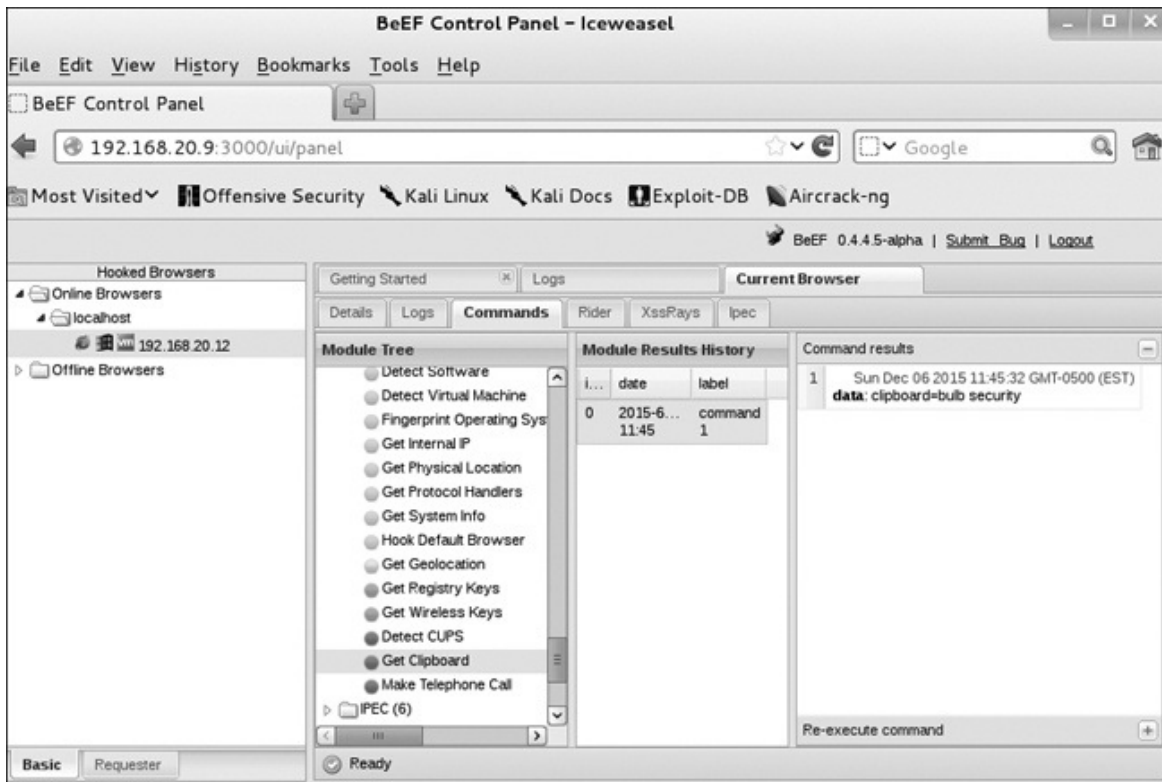 BeEF Control Panel – Iceweasel
File Edit View History Bookmarks Tools Help
BeEF Control Panel
192.168.20.9:3000/ui/panel
Google
Most Visited Offensive Security Kali Linux Kali Docs Exploit-DB Aircrack-ng
BeEF 0.4.4.5-alpha | Submit Bug | Logout
Hooked Browsers
Online Browsers
localhost
192.168.20.12
Offline Browsers
Basic Requester
Getting Started Logs Current Browser
Details Logs Commands Rider XssRays Ipec
Module Tree
Detect Software
Detect Virtual Machine
Fingerprint Operating Sys
Get Internal IP
Get Physical Location
Get Protocol Handlers
Get System Info
Hook Default Browser
Get Geolocation
Get Registry Keys
Get Wireless Keys
Detect CUPS
Get Clipboard
Make Telephone Call
IPEC (6)
Module Results History
i... date label
0 2015-6... command
11:45 1
Command results
1 Sun Dec 06 2015 11:45:32 GMT-0500 (EST)
data: clipboard=bulb security
Re-execute command
Ready